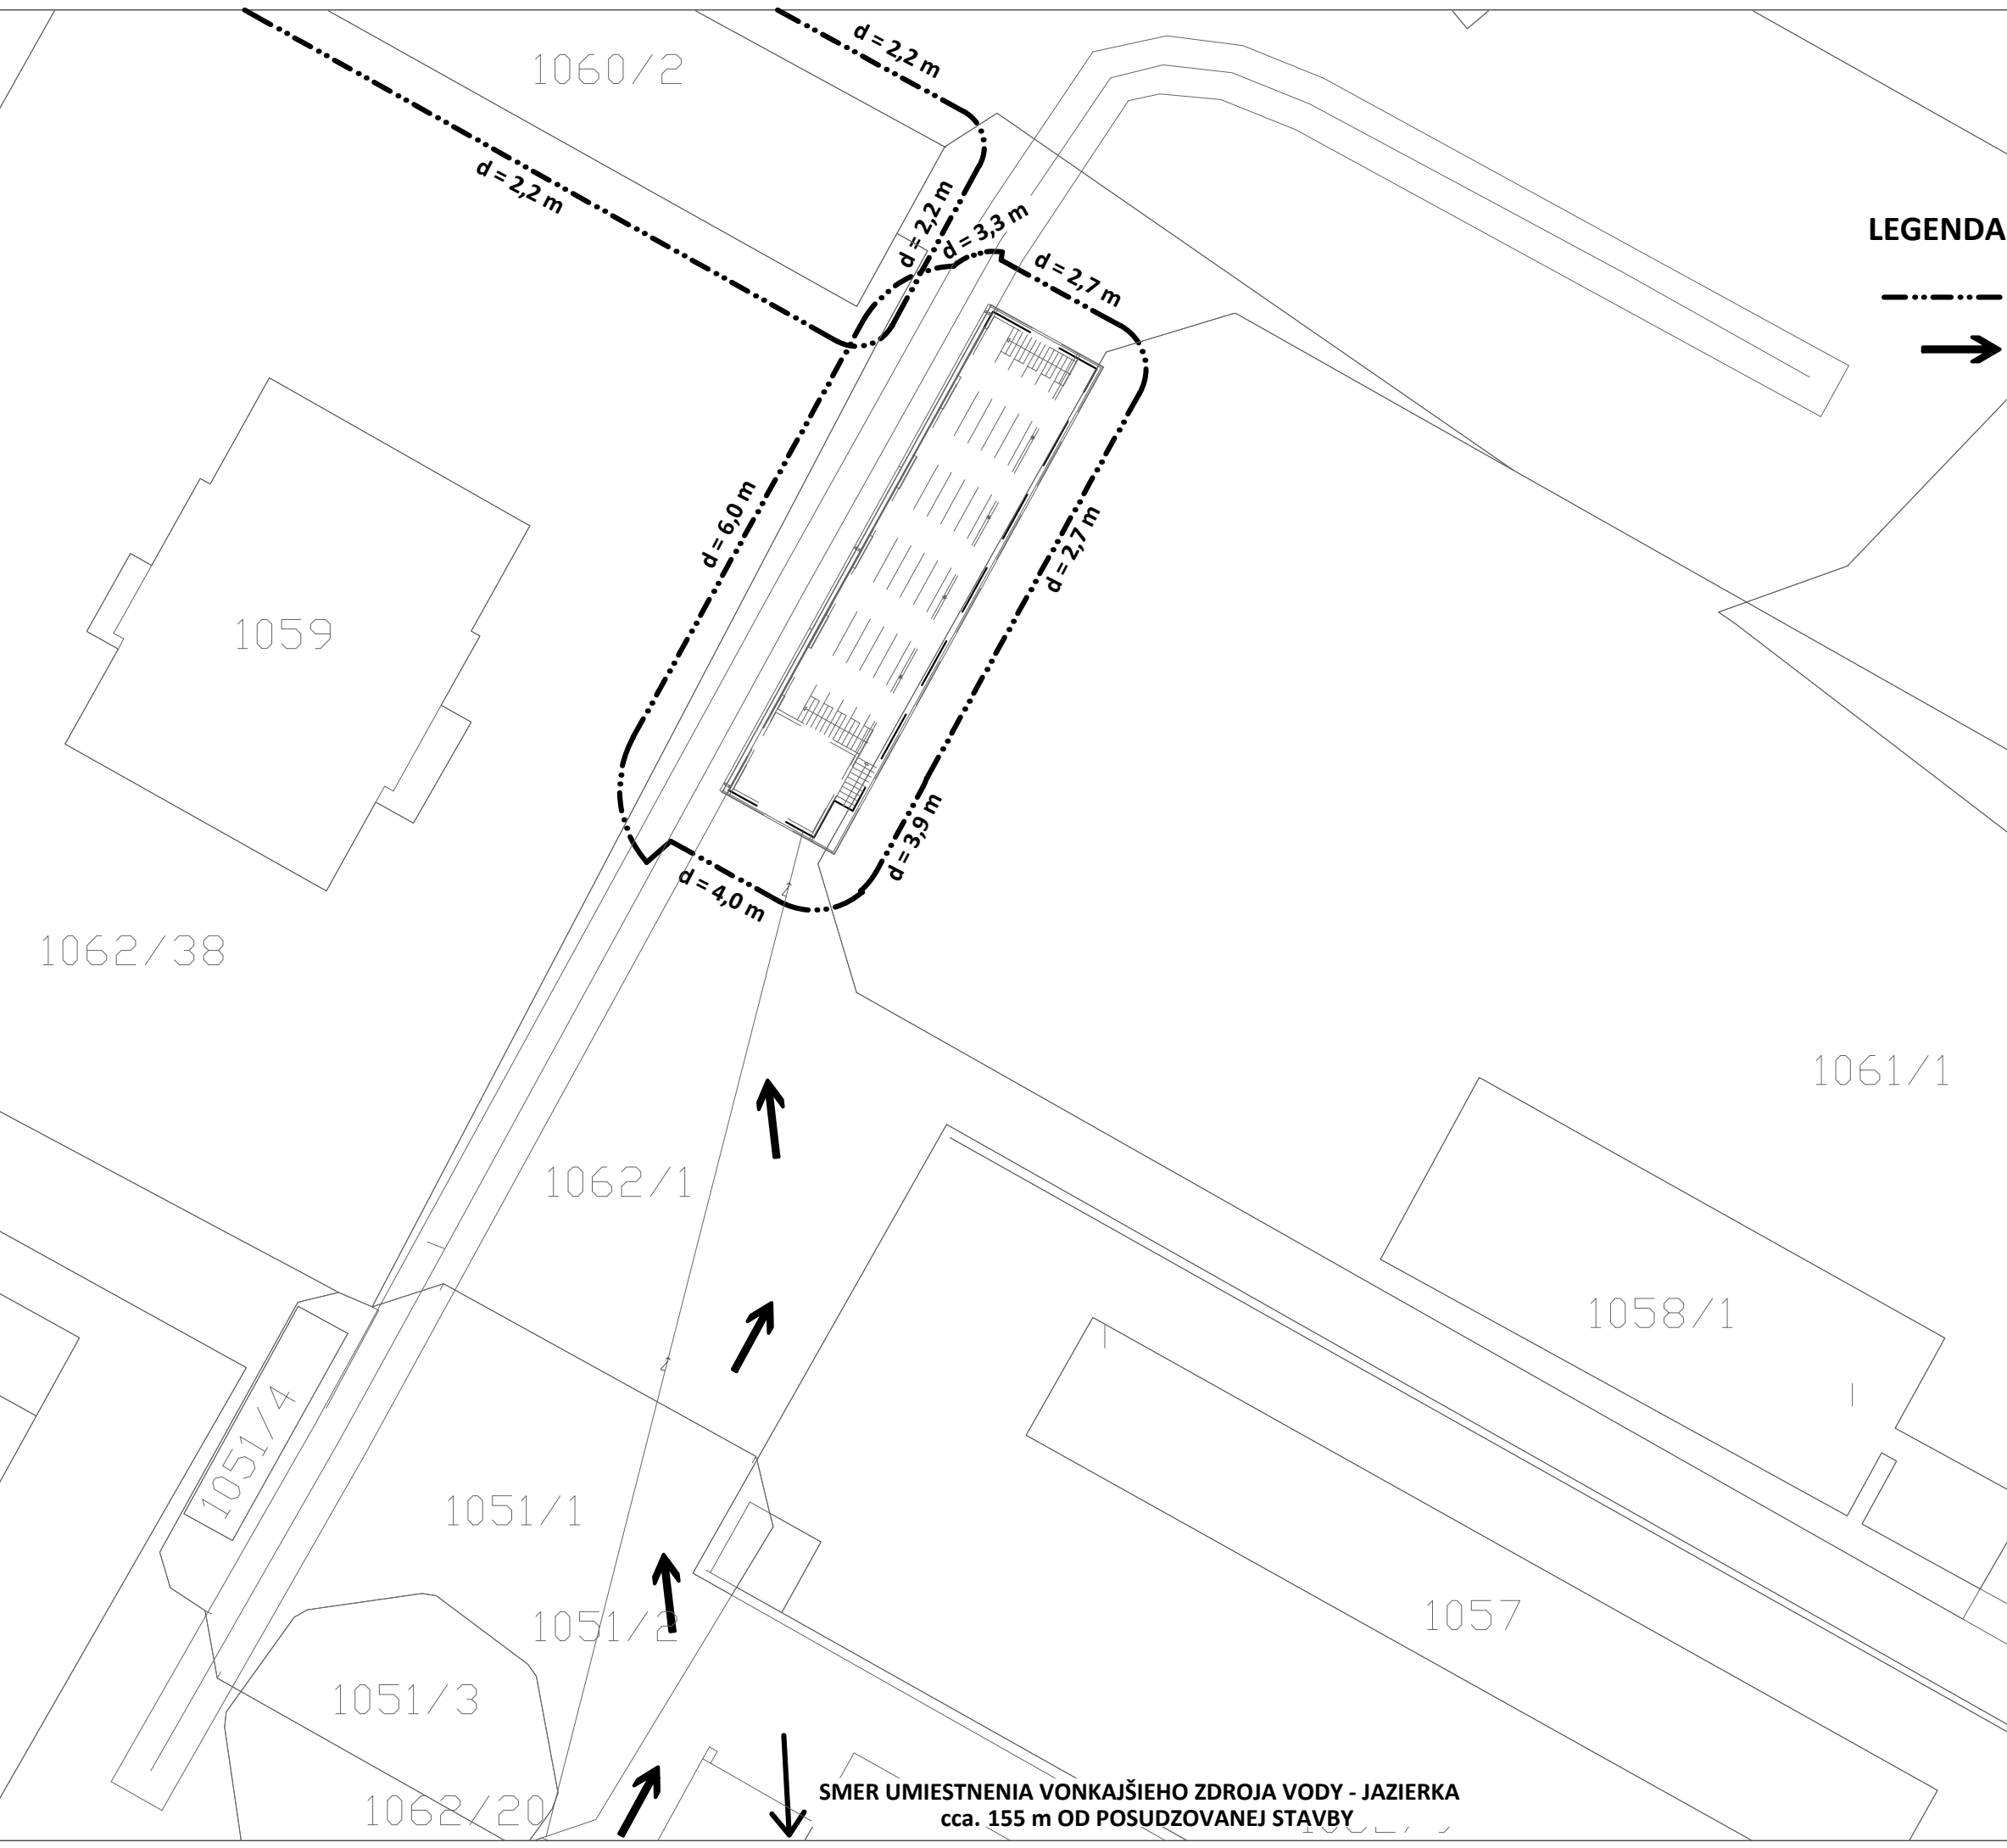 d = 2,2 m
1060/2
d = 2,2 m
d = 2,2 m
d = 3,3 m
LEGENDA
d = 2,7 m
d = 6,0 m
d = 2,7 m
1059
d = 3,9 m
d = 4,0 m
1062/38
1061/1
1062/1
1058/1
1051/4
1051/1
1051/2
1057
1051/3
SMER UMIESTNENIA VONKAJŠIEHO ZDROJA VODY - JAZIERKA
cca. 155 m OD POSUDZOVANEJ STAVBY
1062/20